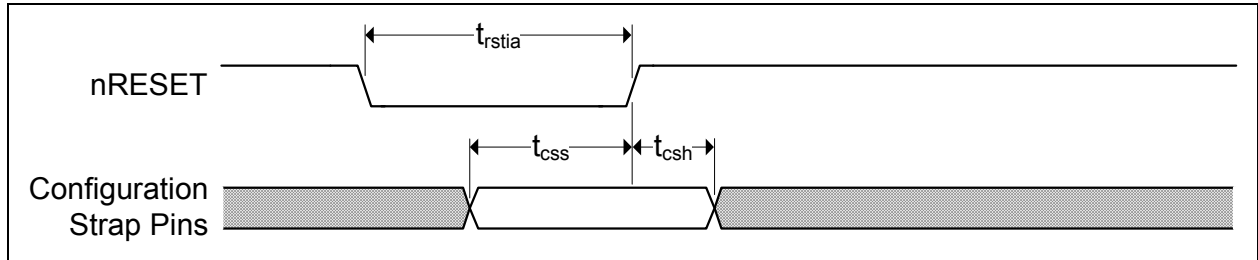 t_rstia
nRESET
t_css t_csh
Configuration
Strap Pins